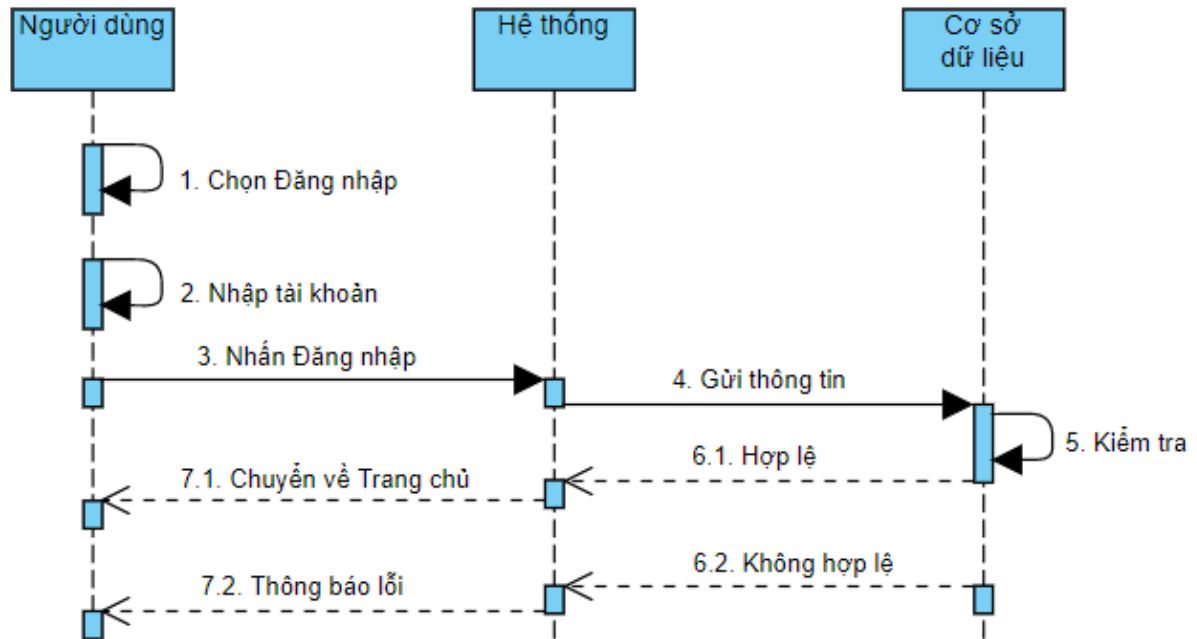 Người dùng
Hệ thống
Cơ sở
dữ liệu
1. Chọn Đăng nhập
2. Nhập tài khoản
3. Nhấn Đăng nhập
4. Gửi thông tin
5. Kiểm tra
6.1. Hợp lệ
7.1. Chuyển về Trang chủ
6.2. Không hợp lệ
7.2. Thông báo lỗi